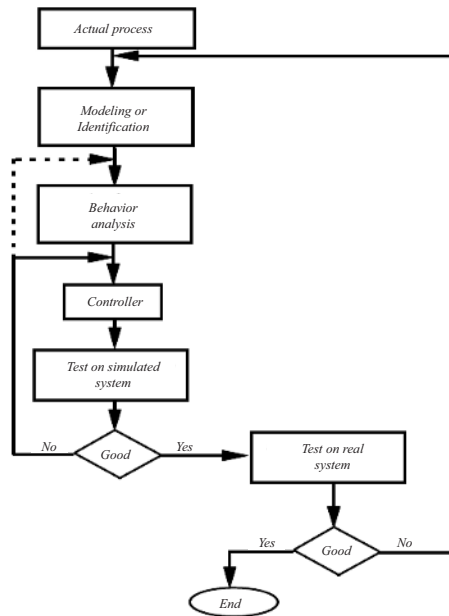 Actual process
Modeling or
Identification
Behavior
analysis
Controller
Test on simulated
system
No
Good
Yes
Test on real
system
Yes
Good
No
End